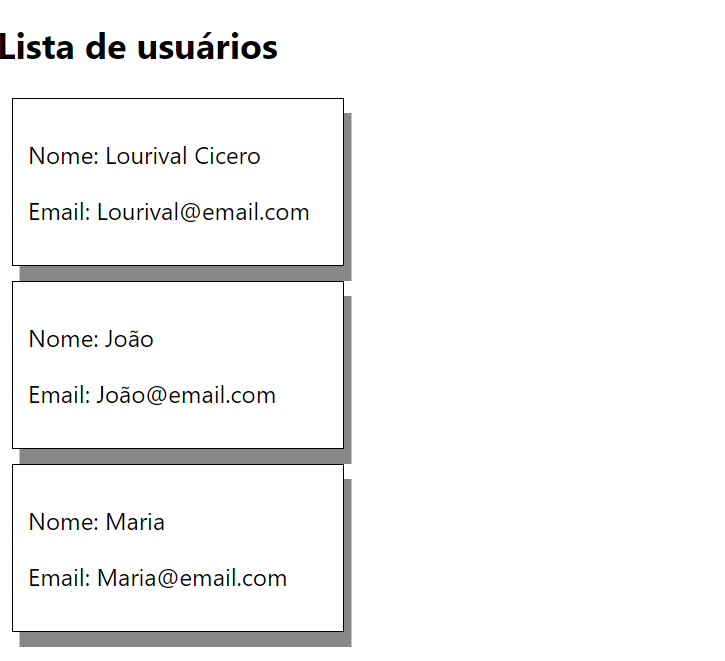 Lista de usuários
Nome: Lourival Cicero
Email: Lourival@email.com
Nome: João
Email: João@email.com
Nome: Maria
Email: Maria@email.com